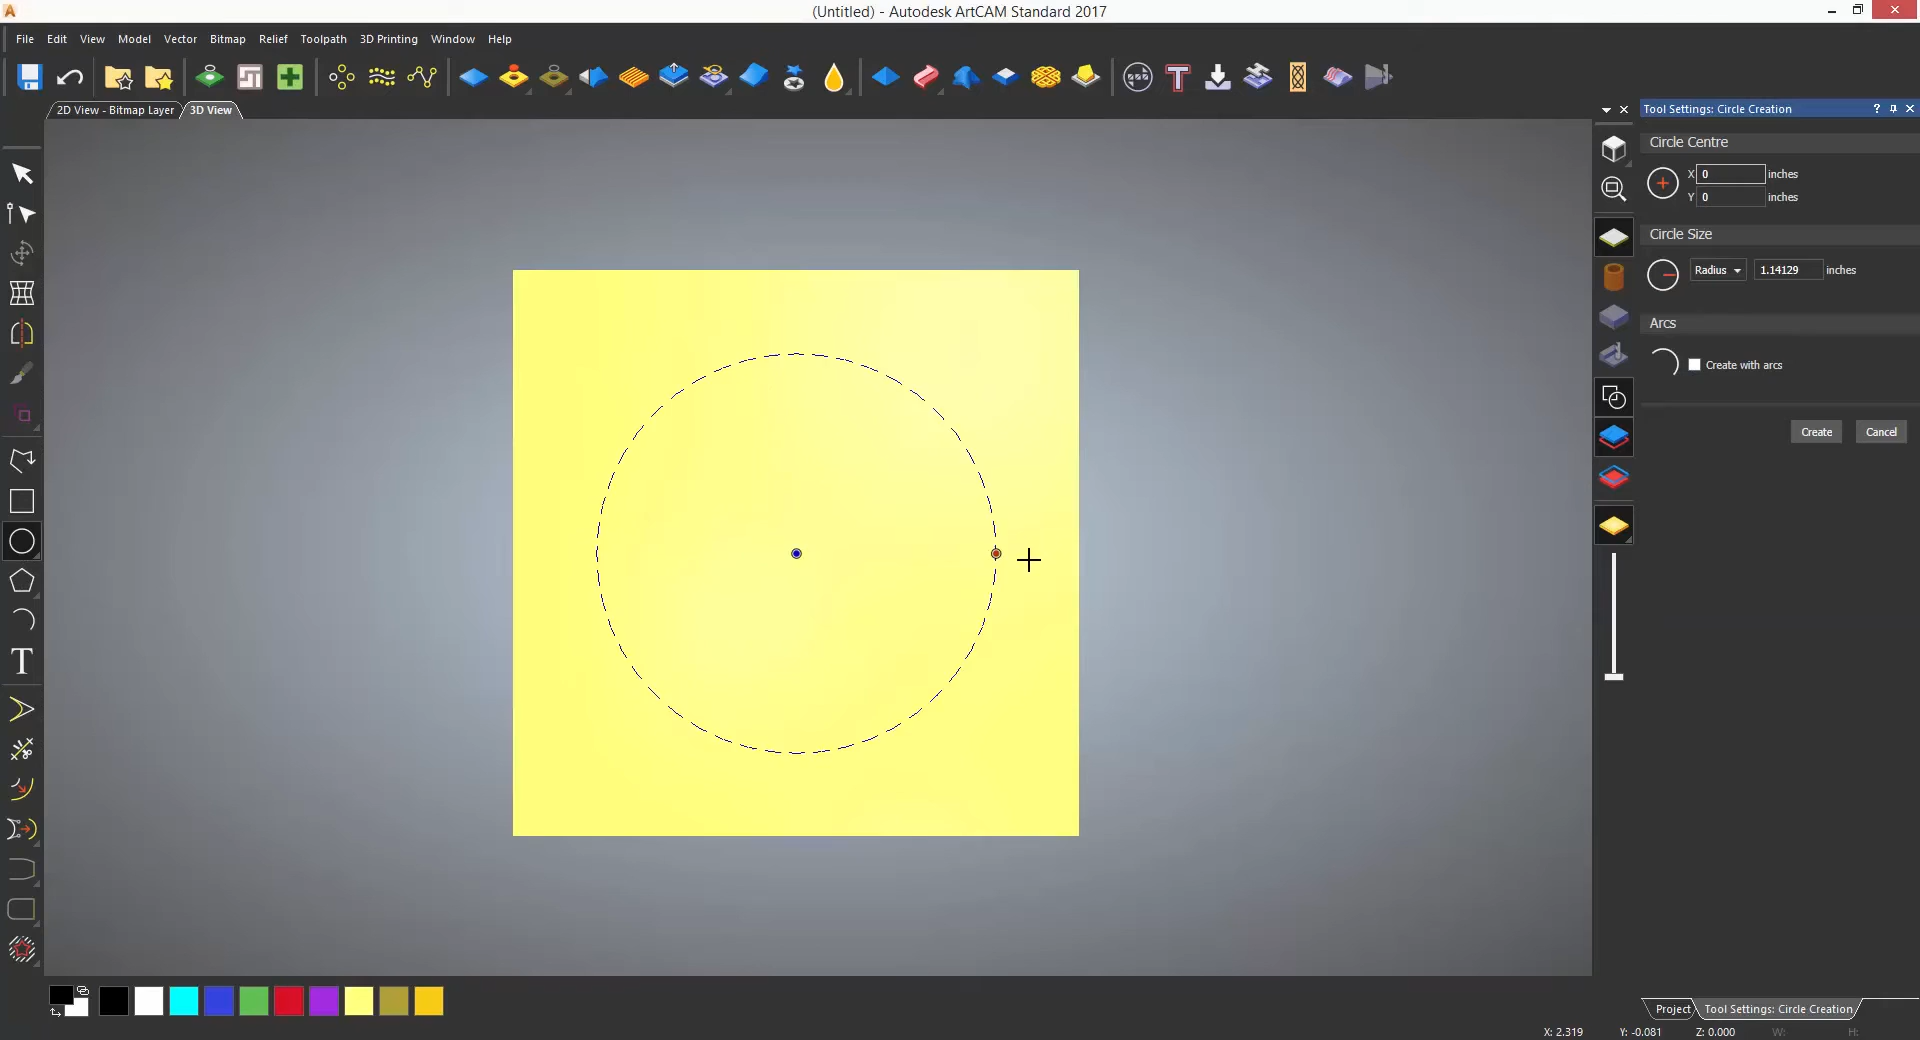 (Untitled) - Autodesk ArtCAM Standard 2017
File Edit View Model Vector Bitmap Relief Toolpath 3D Printing Window Help
2D View - Bitmap Layer 3D View
Tool Settings: Circle Creation
Circle Centre
X 0 inches
Y 0 inches
Circle Size
Radius 1.14129 inches
Arcs
Create with arcs
Create Cancel
T
Project Tool Settings: Circle Creation
X: 2.319 Y: -0.081 Z: 0.000 W: H: